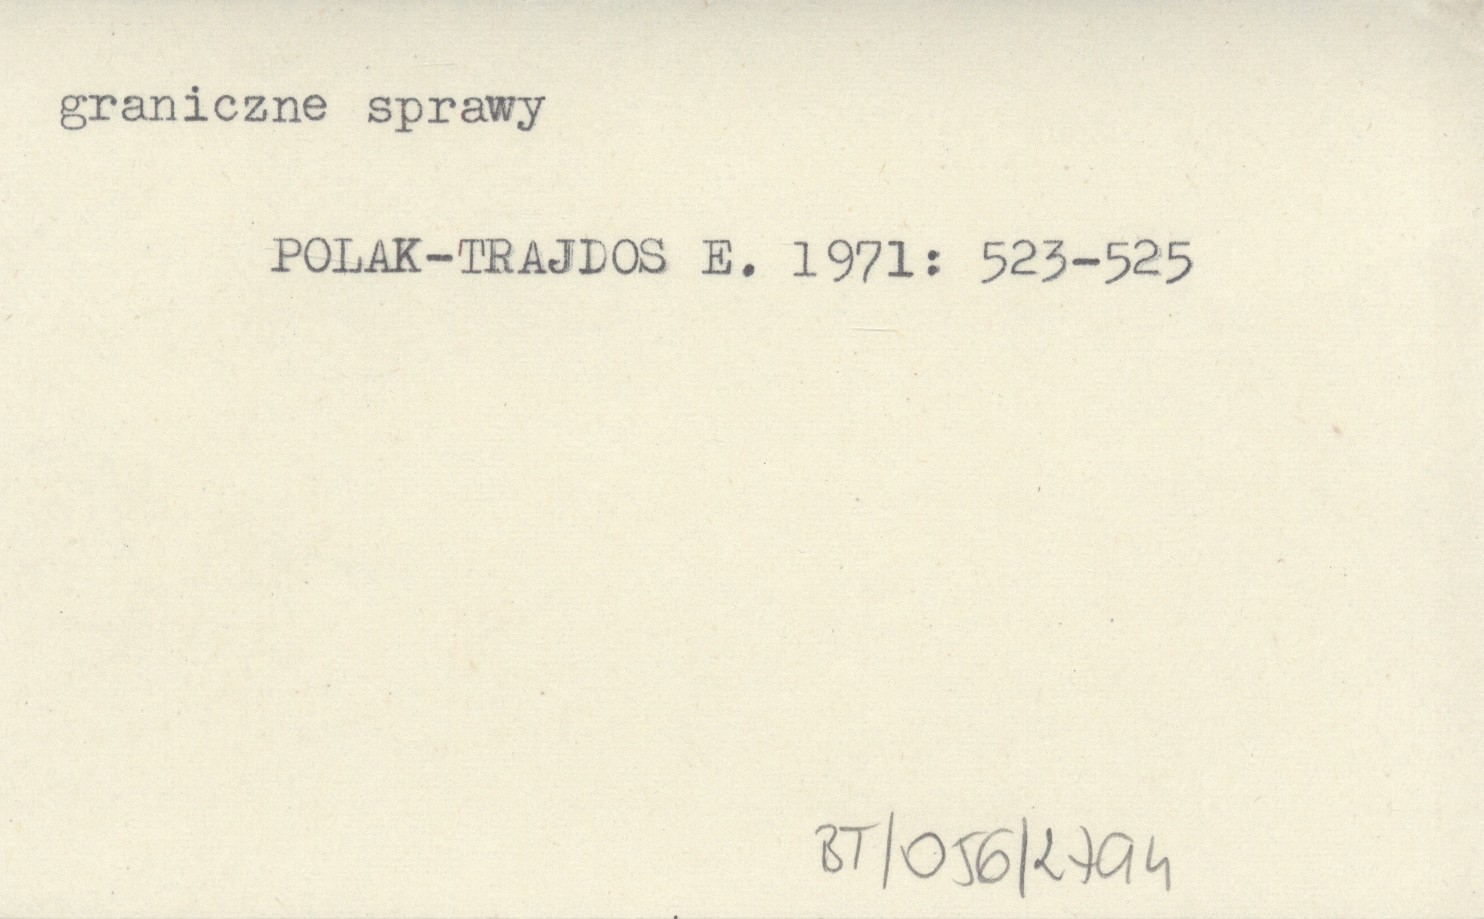 graniczne sprawy
POLAK-TRAJDOS E. 1971: 523-525
BT/056/2794